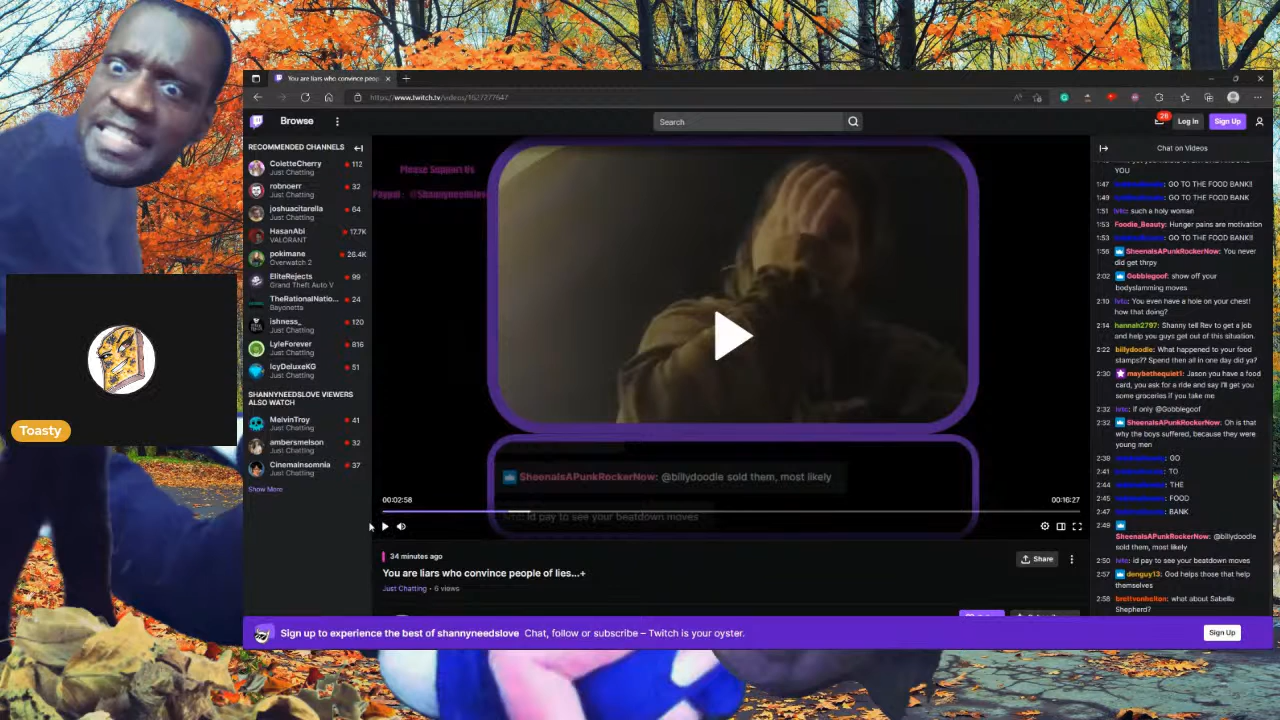 You are liars who convince peop
https://www.twitch.tv/videos/1627277647
Browse
Search
28
Log In
Sign Up
RECOMMENDED CHANNELS
ColetteCherry
112
Just Chatting
robnoerr
32
Just Chatting
joshuacitarella
64
Just Chatting
HasanAbi
17.7K
VALORANT
pokimane
26.4K
Overwatch 2
EliteRejects
99
Grand Theft Auto V
TheRationalNatio...
24
Bayonetta
ishness_
120
Just Chatting
LyleForever
816
Just Chatting
IcyDeluxeKG
51
Just Chatting
SHANNYNEEDSLOVE VIEWERS
ALSO WATCH
MelvinTroy
41
Just Chatting
ambersmelson
32
Just Chatting
CinemaInsomnia
37
Just Chatting
Show More
Toasty
Please Support Us
Paypal : @Shannyneedslov
SheenaIsAPunkRockerNow: @billydoodle sold them, most likely
id pay to see your beatdown moves
00:02:58
00:16:27
34 minutes ago
Share
You are liars who convince people of lies...+
Just Chatting • 6 views
Chat on Videos
YOU
1:47 GO TO THE FOOD BANK!!
1:49 GO TO THE FOOD BANK
1:51 such a holy woman
1:53 Foodie_Beauty: Hunger pains are motivation
1:53 GO TO THE FOOD BANK!!
1:56 SheenaIsAPunkRockerNow: You never
did get thrpy
2:02 Gobblegoof: show off your
bodyslamming moves
2:10 You even have a hole on your chest!
how that doing?
2:14 hannah2797: Shanny tell Rev to get a job
and help you guys get out of this situation.
2:22 billydoodle: What happened to your food
stamps?? Spend then all in one day did ya?
2:30 maybethequiet1: Jason you have a food
card, you ask for a ride and say I'll get you
some groceries if you take me
2:32 if only @Gobblegoof
2:32 SheenaIsAPunkRockerNow: Oh is that
why the boys suffered, because they were
young men
2:39 GO
2:41 TO
2:44 THE
2:45 FOOD
2:47 BANK
2:49
SheenaIsAPunkRockerNow: @billydoodle
sold them, most likely
2:50 id pay to see your beatdown moves
2:57 denguy13: God helps those that help
themselves
2:58 brettvonhelten: what about Sabella
Shepherd?
Sign up to experience the best of shannyneedslove Chat, follow or subscribe – Twitch is your oyster.
Sign Up